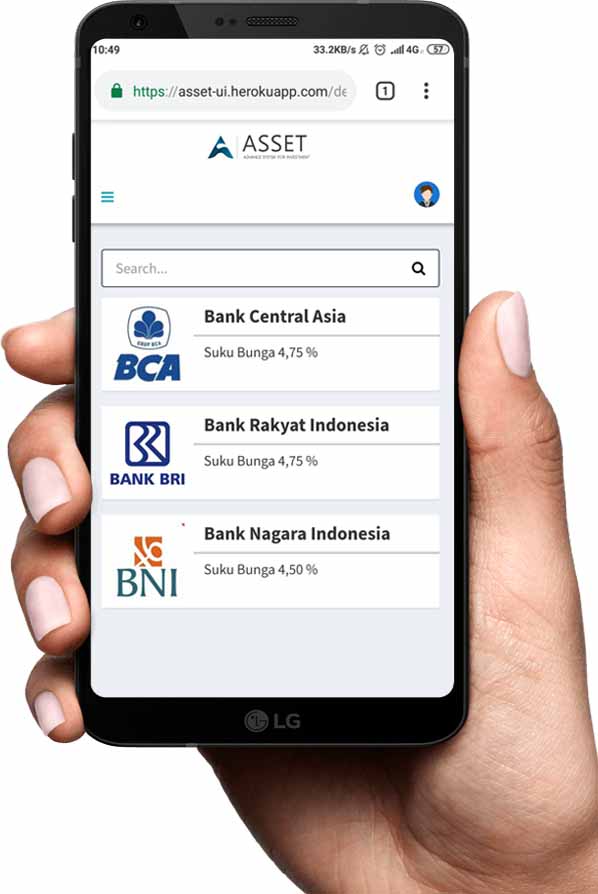 10:49 33.2KB/s 4G 57
https://asset-ui.herokuapp.com/de
1
ASSET
ADVANCE SYSTEM FOR INVESTMENT
Search...
Bank Central Asia
Suku Bunga 4,75 %
GRUP BCA
BCA
Bank Rakyat Indonesia
Suku Bunga 4,75 %
BANK BRI
Bank Nagara Indonesia
Suku Bunga 4,50 %
BNI
LG